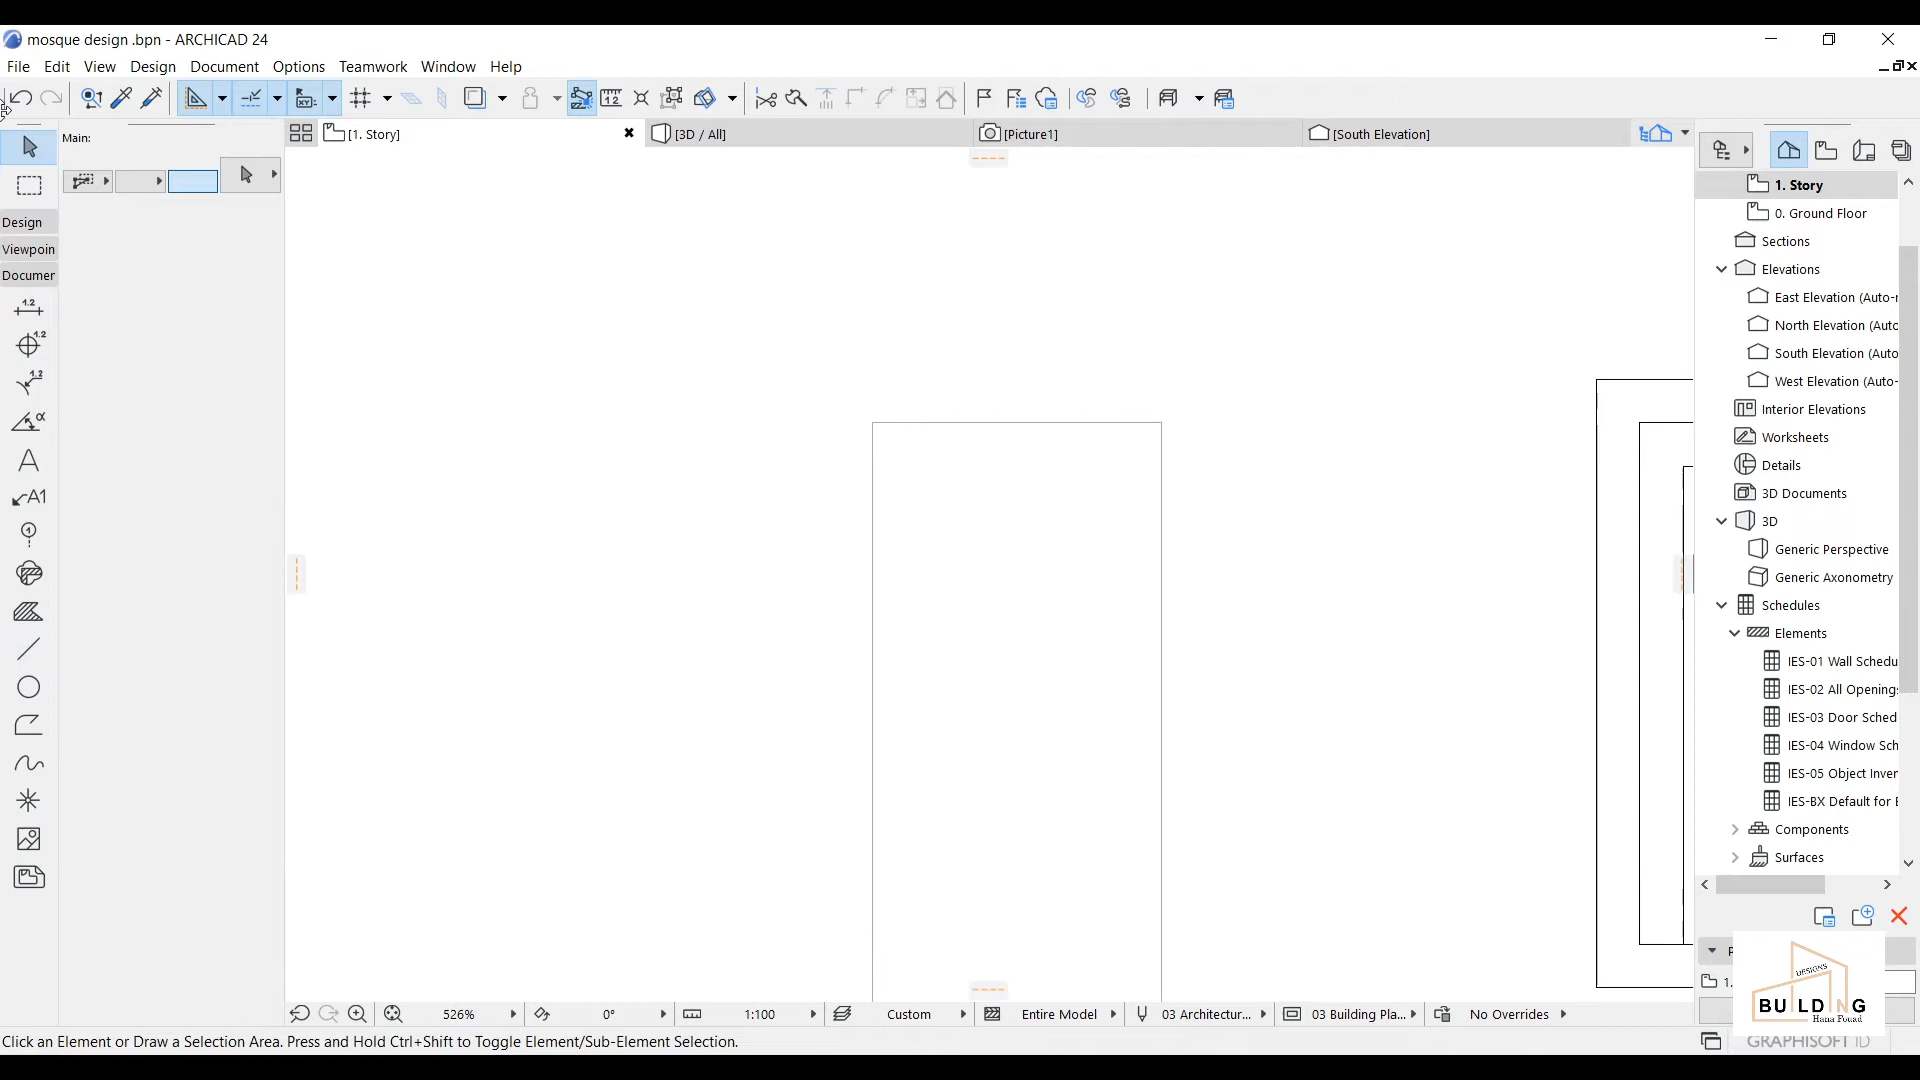 mosque design .bpn - ARCHICAD 24
File Edit View Design Document Options Teamwork Window Help
[1. Story] [3D / All] [Picture1] [South Elevation]
Main:
Design
Viewpoin
Documen
1. Story
0. Ground Floor
Sections
Elevations
East Elevation (Auto-r
North Elevation (Autc
South Elevation (Auto
West Elevation (Auto-
Interior Elevations
Worksheets
Details
3D Documents
3D
Generic Perspective
Generic Axonometry
Schedules
Elements
IES-01 Wall Schedu
IES-02 All Opening
IES-03 Door Sched
IES-04 Window Sch
IES-05 Object Inver
IES-BX Default for E
Components
Surfaces
1.
DESIGNS
BUILDING
Hana Fouad
526% 0° 1:100 Custom Entire Model 03 Architectur... 03 Building Pla... No Overrides
Click an Element or Draw a Selection Area. Press and Hold Ctrl+Shift to Toggle Element/Sub-Element Selection.
GRAPHISOFT ID